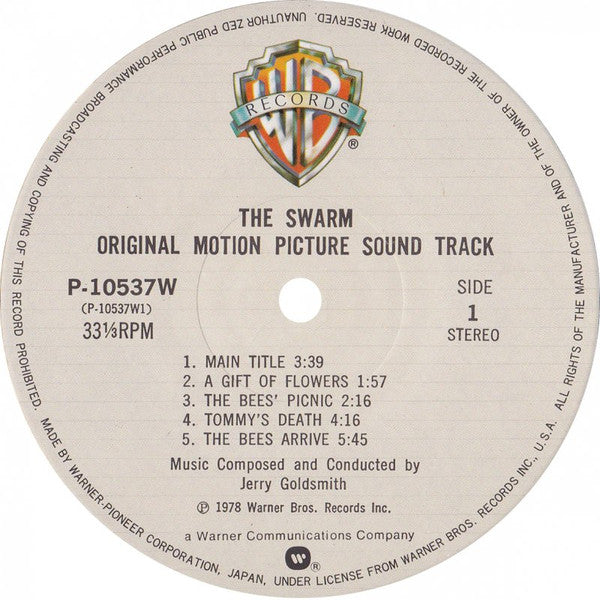 WB
RECORDS
®
THE SWARM
ORIGINAL MOTION PICTURE SOUND TRACK
P-10537W
(P-10537W1)
33⅓RPM
SIDE
1
STEREO
1. MAIN TITLE 3:39
2. A GIFT OF FLOWERS 1:57
3. THE BEES' PICNIC 2:16
4. TOMMY'S DEATH 4:16
5. THE BEES ARRIVE 5:45
Music Composed and Conducted by
Jerry Goldsmith
℗ 1978 Warner Bros. Records Inc.
a Warner Communications Company
®
MADE BY WARNER-PIONEER CORPORATION, JAPAN, UNDER LICENSE FROM WARNER BROS. RECORDS INC., U.S.A. ALL RIGHTS OF THE MANUFACTURER AND OF THE OWNER OF THE RECORDED WORK RESERVED. UNAUTHORIZED PUBLIC PERFORMANCE BROADCASTING AND COPYING OF THIS RECORD PROHIBITED.